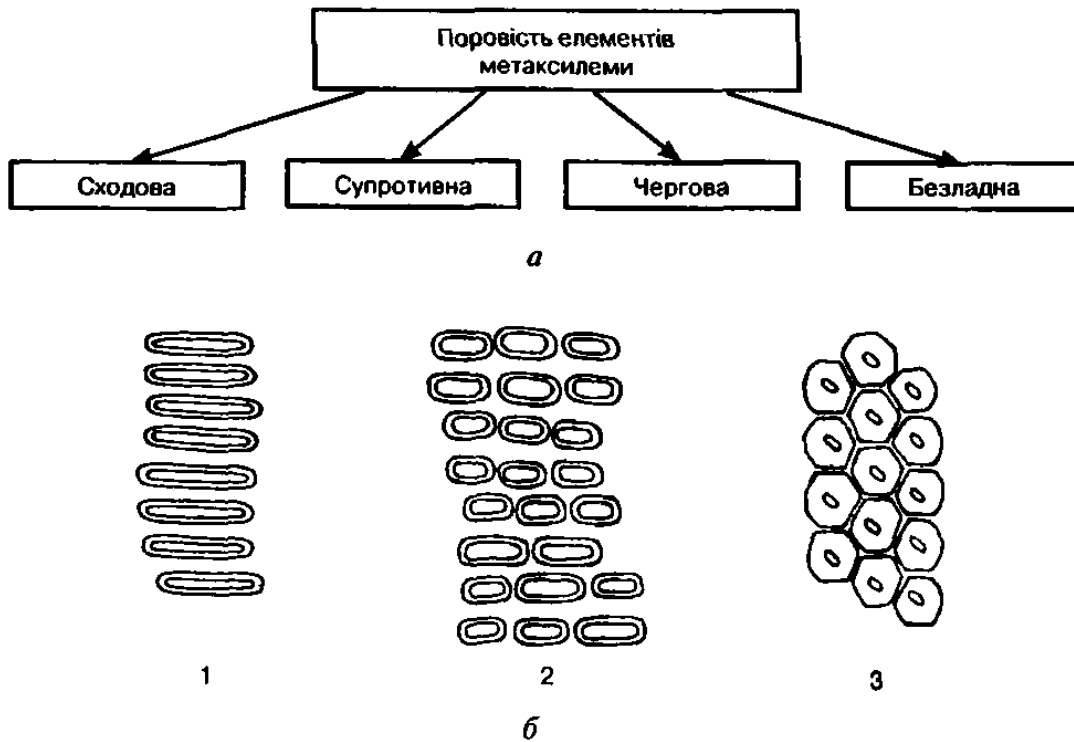 Поровість елементів
метаксилеми
Сходова
Супротивна
Чергова
Безладна
а
1
2
3
б